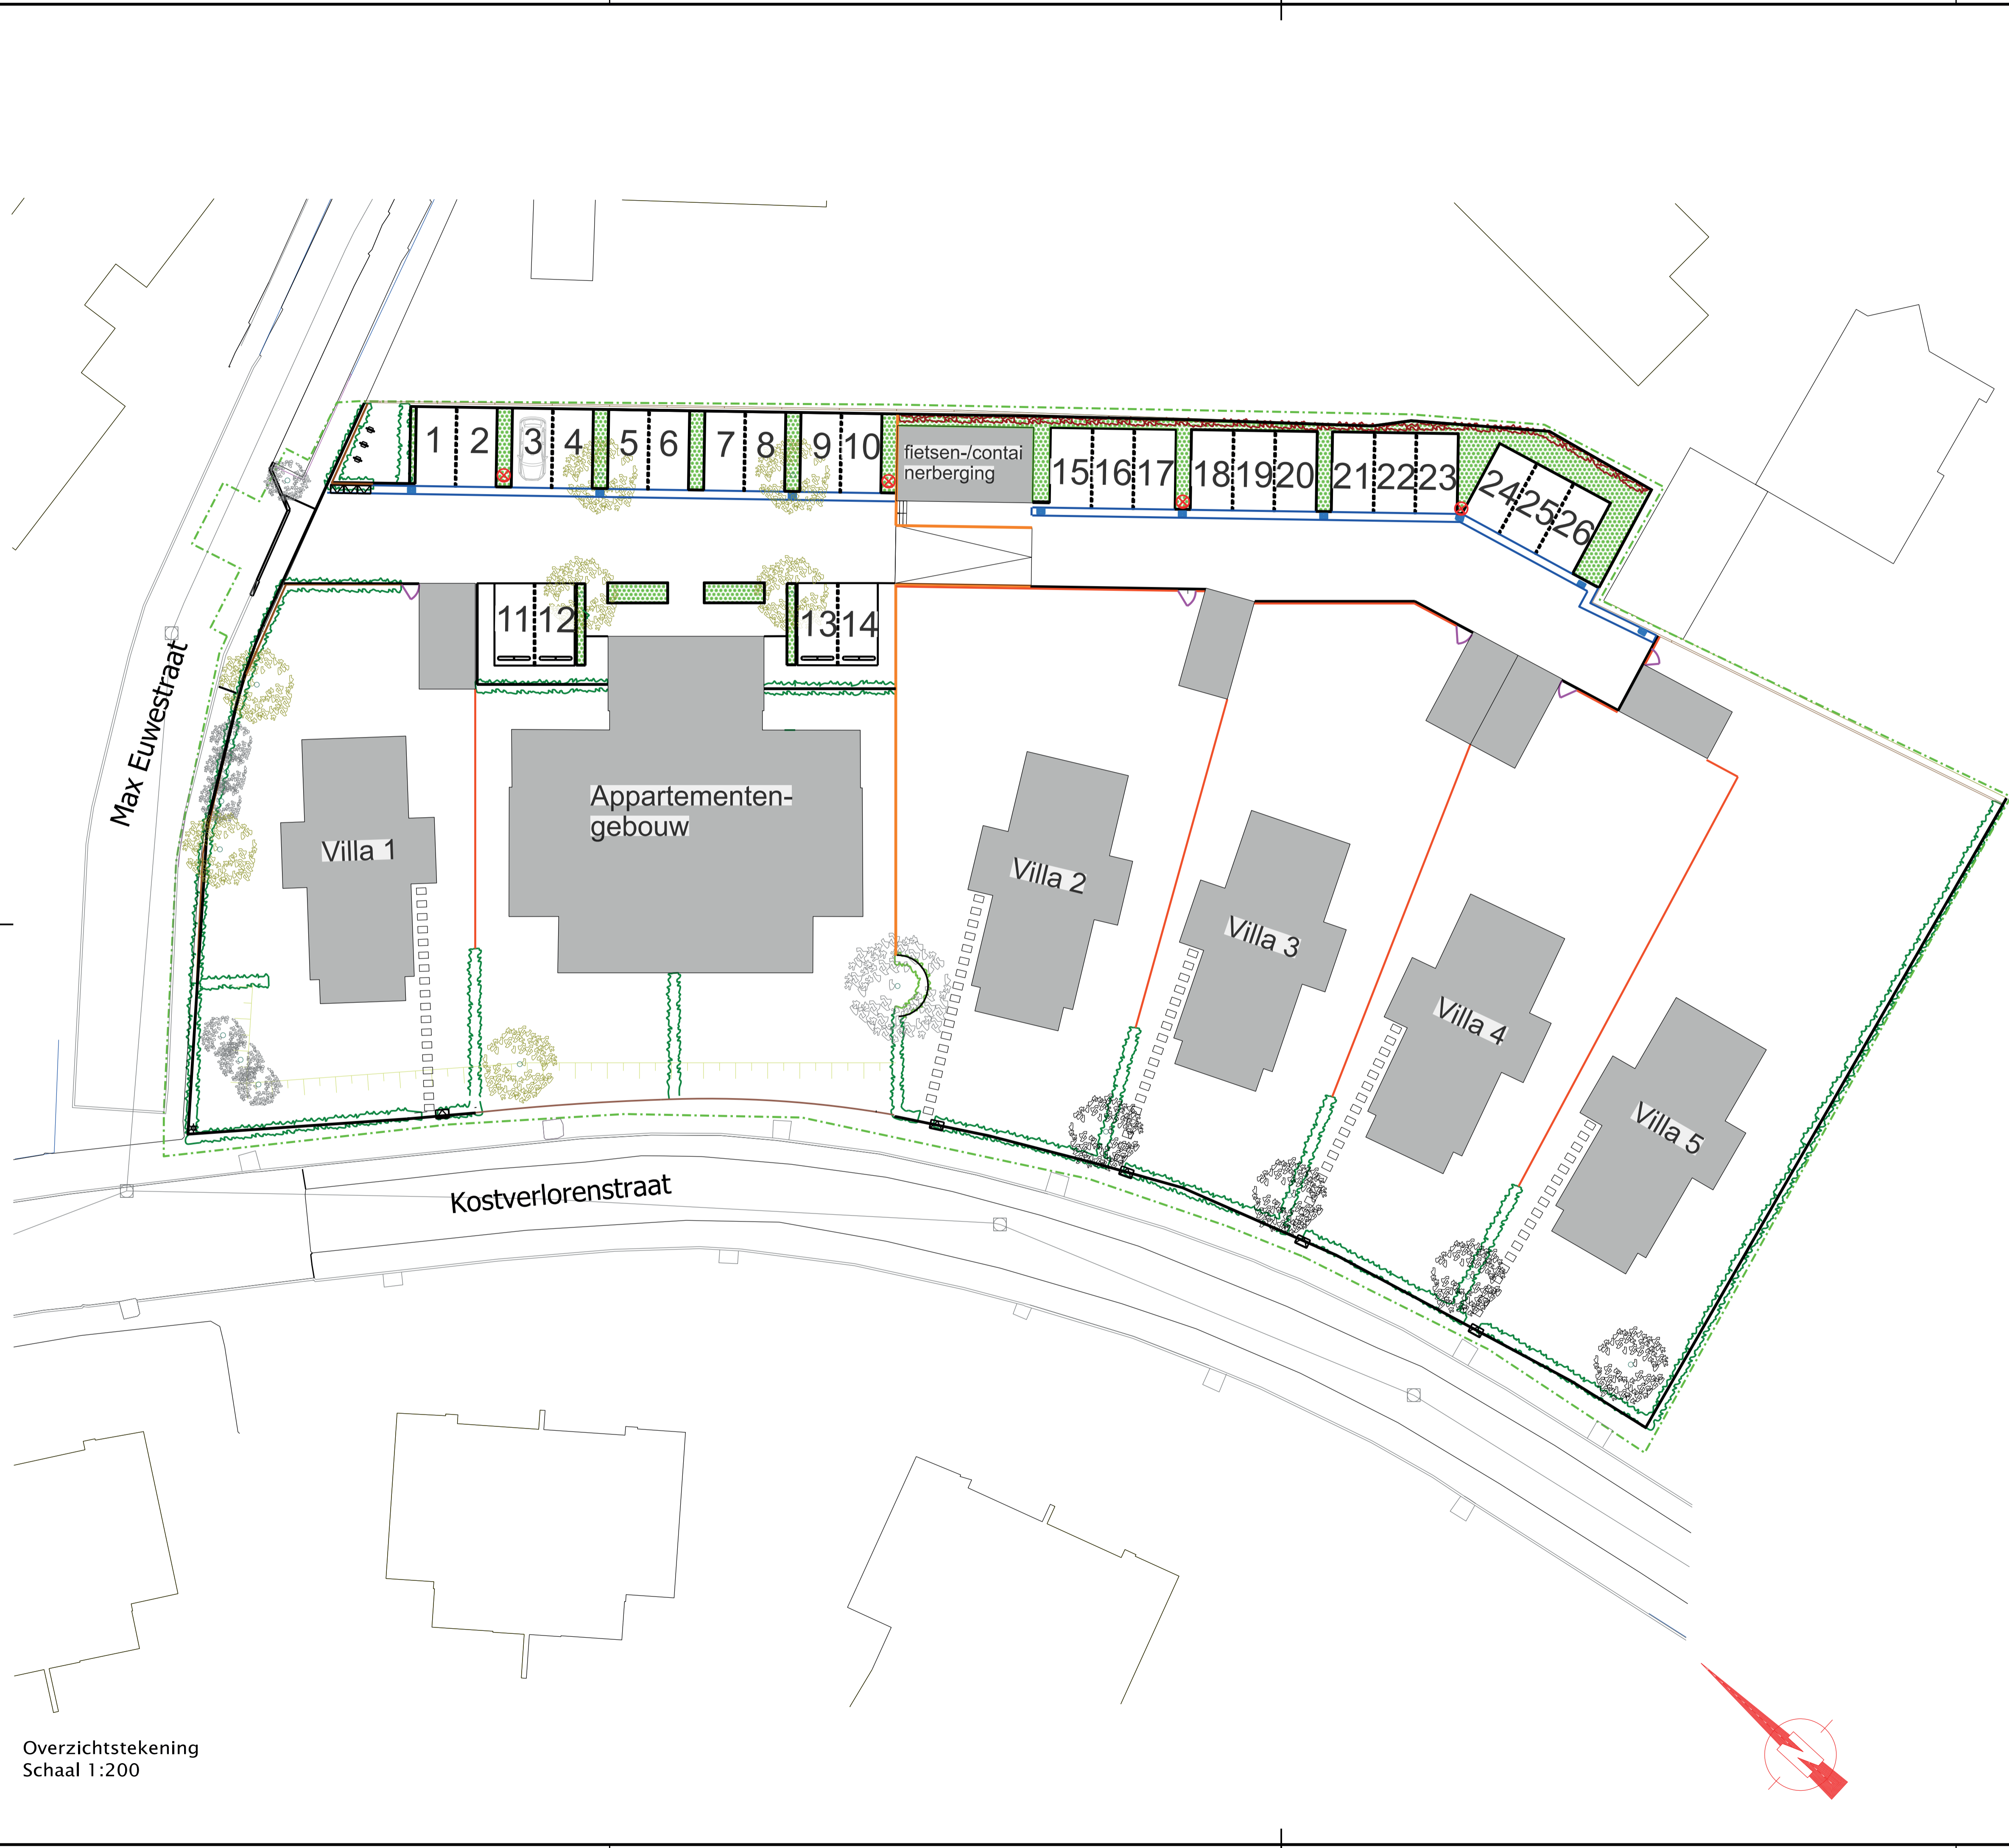 1 2 3 4 5 6 7 8 9 10
fietsen-/contai
nerberging
15 16 17 18 19 20 21 22 23 24 25 26
11 12 13 14
Max Euwestraat
Villa 1
Appartementen-
gebouw
Villa 2
Villa 3
Villa 4
Villa 5
Kostverlorenstraat
Overzichtstekening
Schaal 1:200